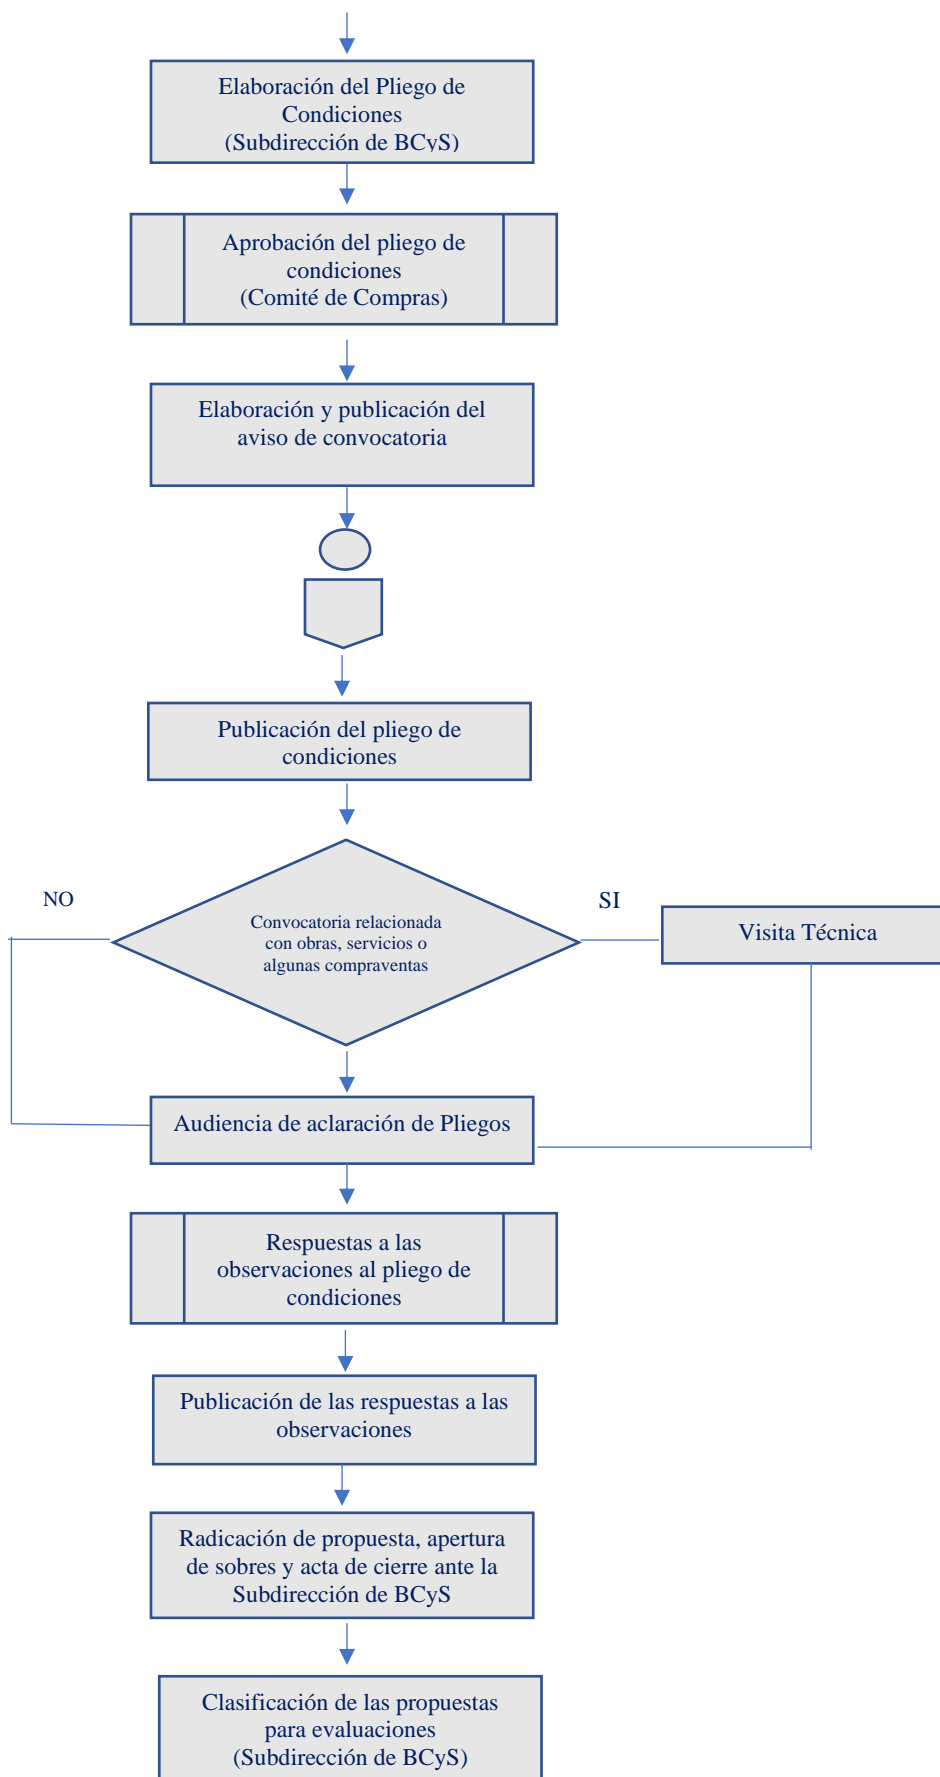 Elaboración del Pliego de
Condiciones
(Subdirección de BCyS)
Aprobación del pliego de
condiciones
(Comité de Compras)
Elaboración y publicación del
aviso de convocatoria
Publicación del pliego de
condiciones
NO
SI
Convocatoria relacionada
con obras, servicios o
algunas compraventas
Visita Técnica
Audiencia de aclaración de Pliegos
Respuestas a las
observaciones al pliego de
condiciones
Publicación de las respuestas a las
observaciones
Radicación de propuesta, apertura
de sobres y acta de cierre ante la
Subdirección de BCyS
Clasificación de las propuestas
para evaluaciones
(Subdirección de BCyS)